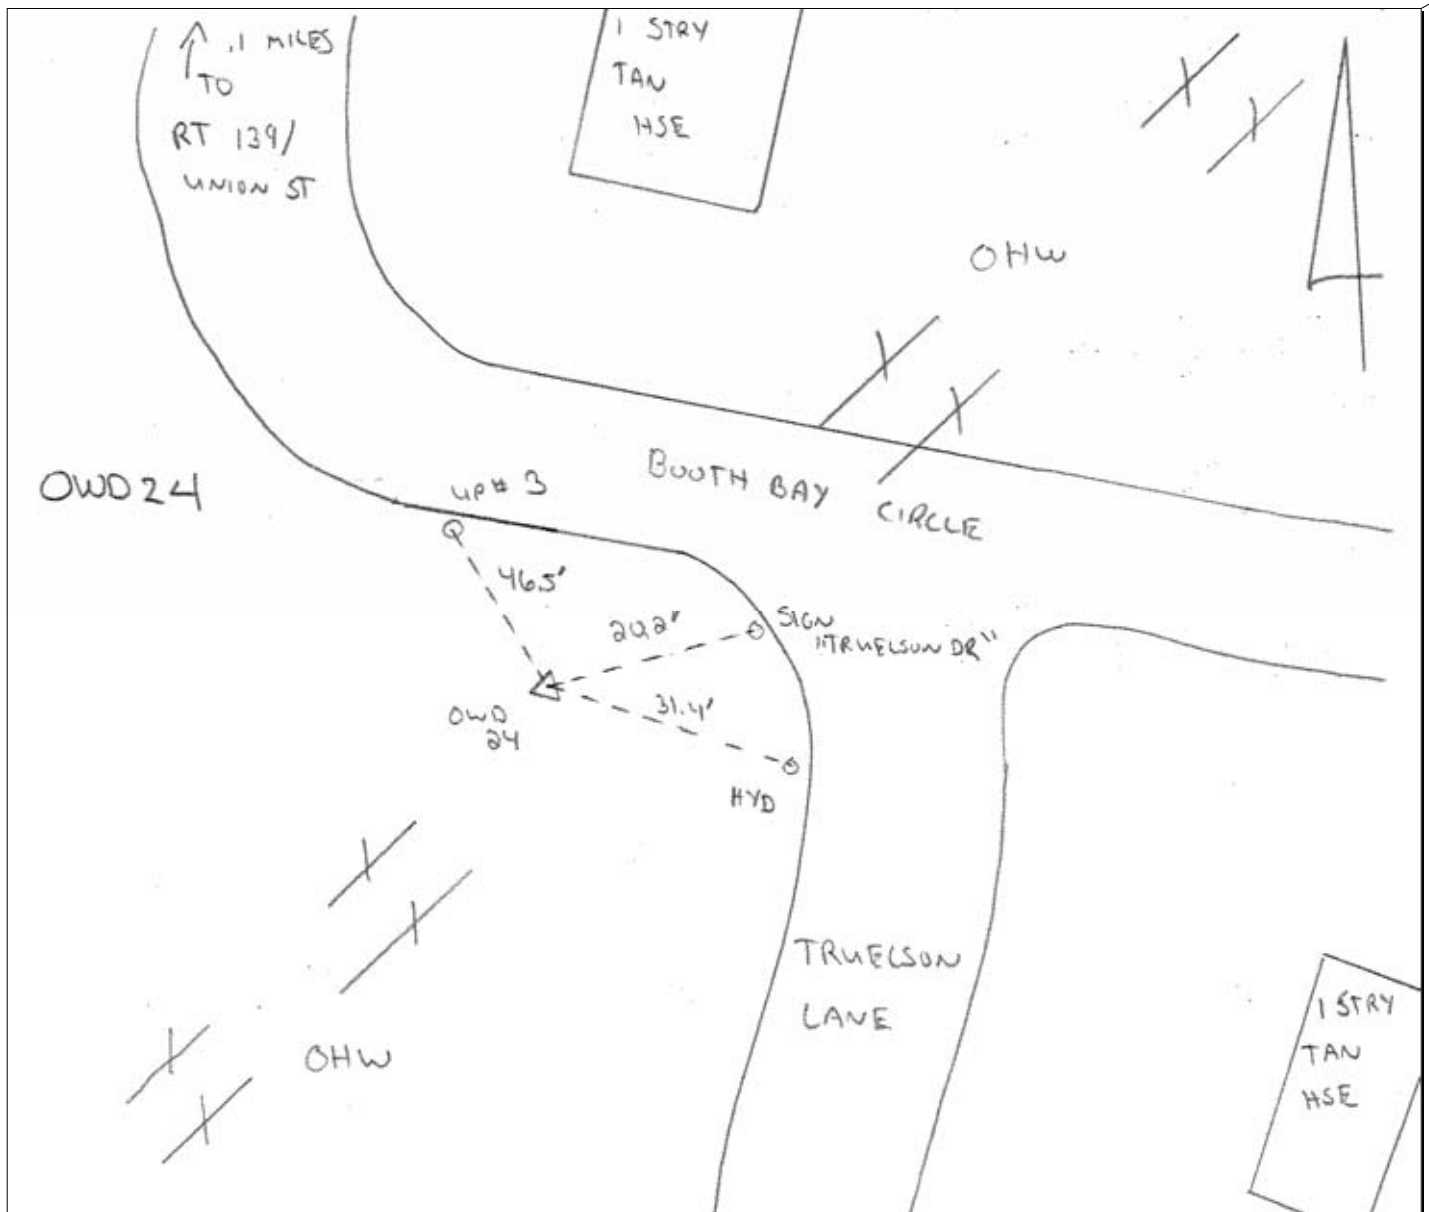 .1 MILES
TO
RT 139/
UNION ST
1 STRY
TAN
HSE
OHW
OWD 24
UP# 3
BOOTH BAY CIRCLE
46.5'
20.2'
SIGN
"TRUELSON DR"
31.4'
OWD
24
HYD
TRUELSON
LANE
OHW
1 STRY
TAN
HSE